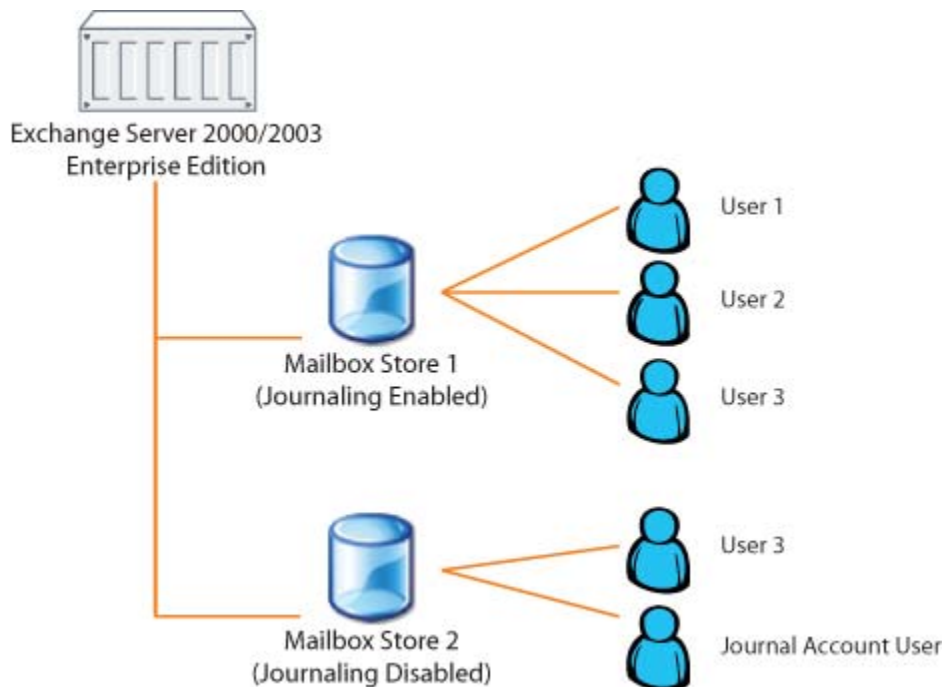 Exchange Server 2000/2003
Enterprise Edition
User 1
User 2
Mailbox Store 1
(Journaling Enabled)
User 3
User 3
Mailbox Store 2
(Journaling Disabled)
Journal Account User